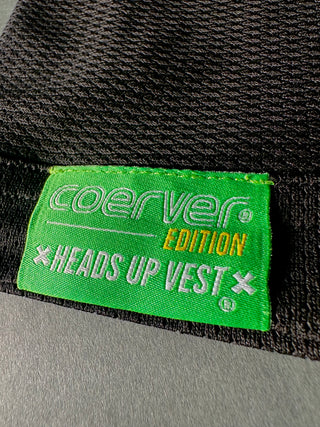 coerver®
EDITION
×HEADS UP VEST×
®